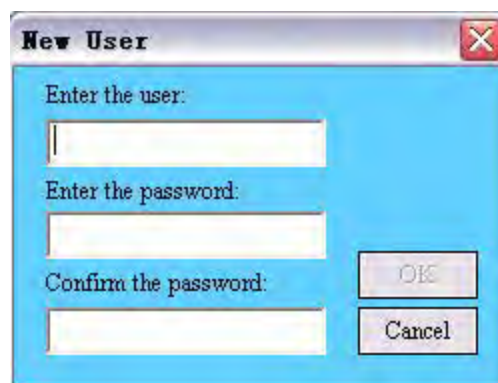 New User
Enter the user:
Enter the password:
Confirm the password:
OK
Cancel